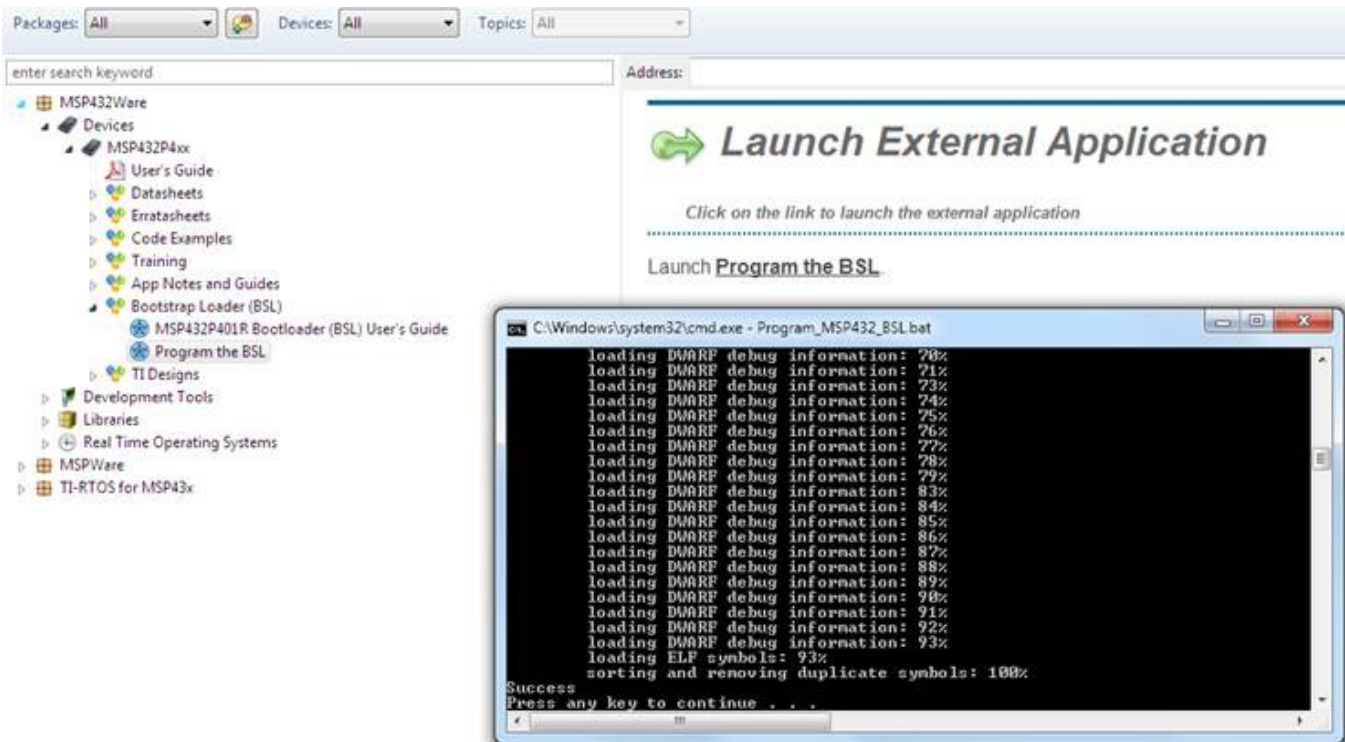 Packages: All Devices: All Topics: All
enter search keyword
Address:
MSP432Ware
Devices
MSP432P4xx
User's Guide
Datasheets
Erratasheets
Code Examples
Training
App Notes and Guides
Bootstrap Loader (BSL)
MSP432P401R Bootloader (BSL) User's Guide
Program the BSL
TI Designs
Development Tools
Libraries
Real Time Operating Systems
MSPWare
TI-RTOS for MSP43x
Launch External Application
Click on the link to launch the external application
Launch Program the BSL.
C:\Windows\system32\cmd.exe - Program_MSP432_BSL.bat
loading DWARF debug information: 70%
loading DWARF debug information: 71%
loading DWARF debug information: 73%
loading DWARF debug information: 74%
loading DWARF debug information: 75%
loading DWARF debug information: 76%
loading DWARF debug information: 77%
loading DWARF debug information: 78%
loading DWARF debug information: 79%
loading DWARF debug information: 83%
loading DWARF debug information: 84%
loading DWARF debug information: 85%
loading DWARF debug information: 86%
loading DWARF debug information: 87%
loading DWARF debug information: 88%
loading DWARF debug information: 89%
loading DWARF debug information: 90%
loading DWARF debug information: 91%
loading DWARF debug information: 92%
loading DWARF debug information: 93%
loading ELF symbols: 93%
sorting and removing duplicate symbols: 100%
Success
Press any key to continue . . .